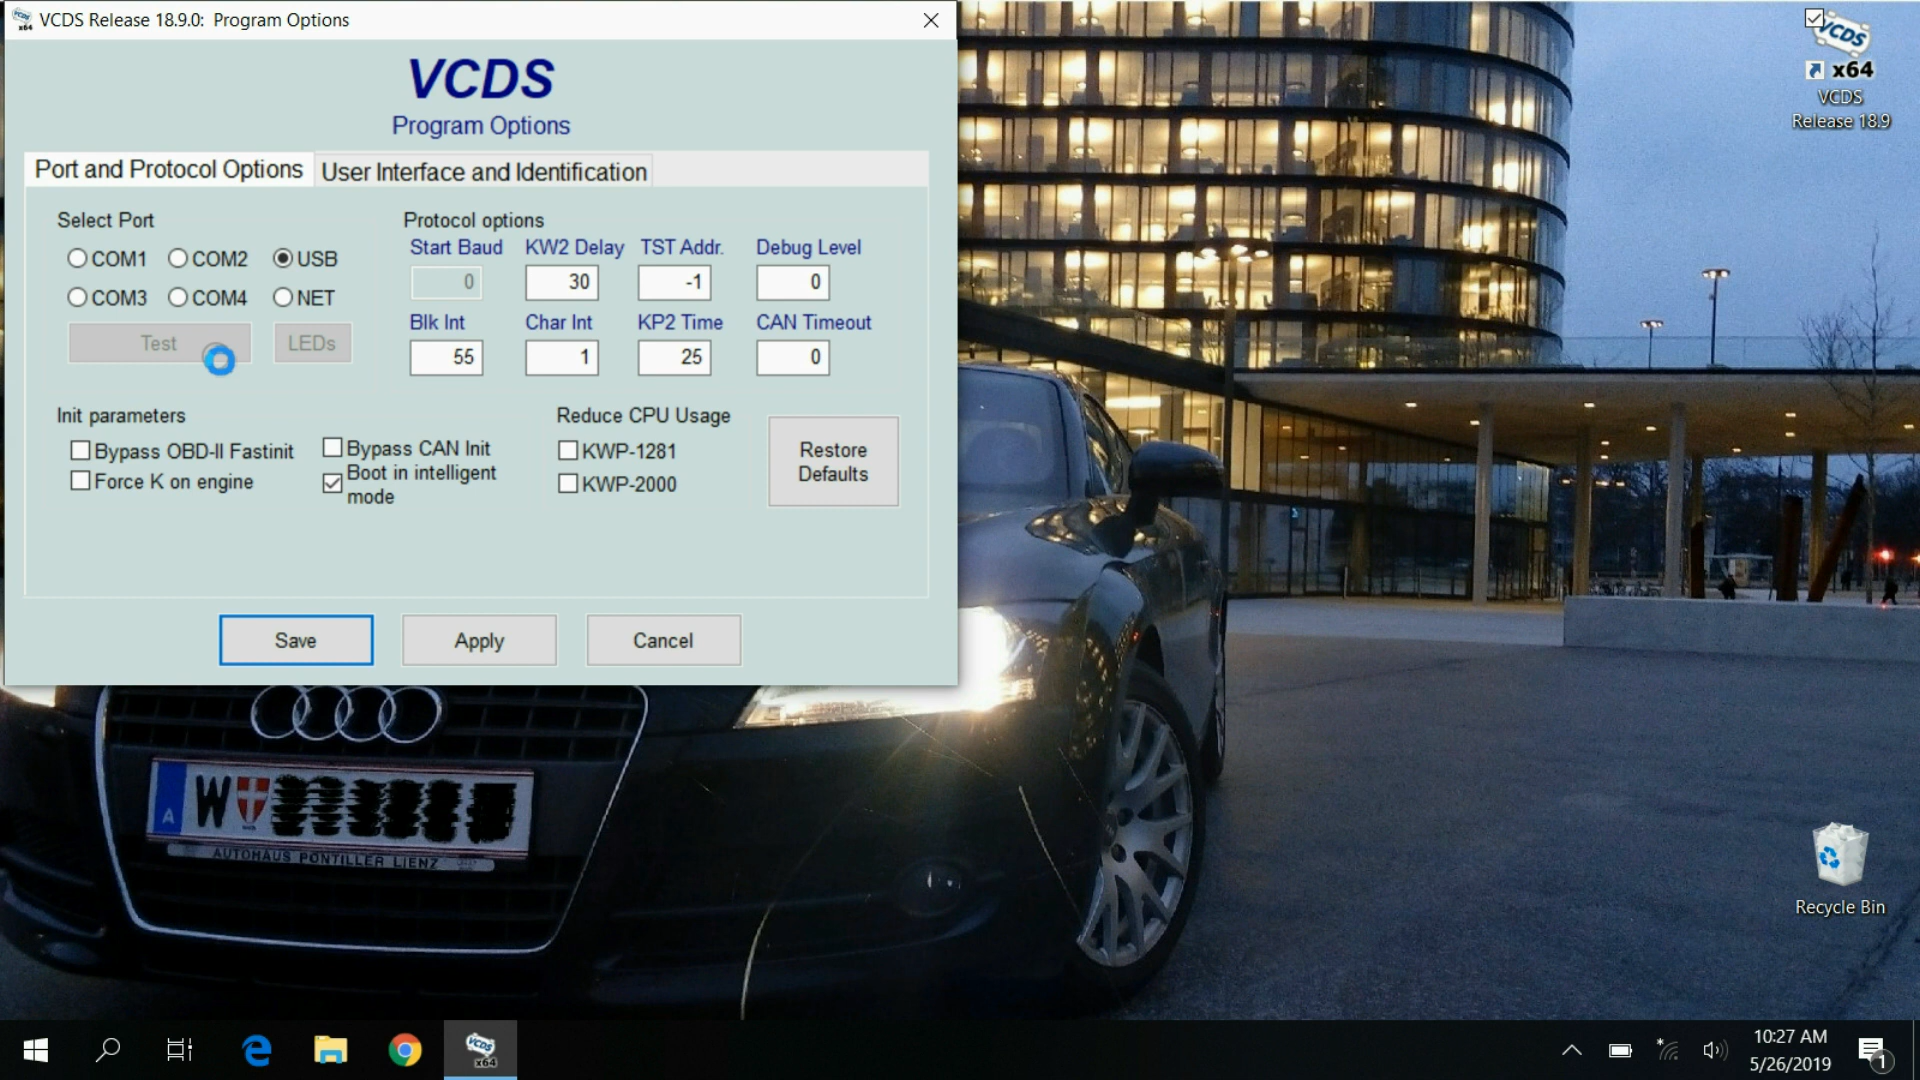 VCDS Release 18.9.0:  Program Options
VCDS
Program Options
Port and Protocol Options
User Interface and Identification
Select Port
COM1
COM2
USB
COM3
COM4
NET
Test
LEDs
Protocol options
Start Baud
KW2 Delay
TST Addr.
Debug Level
0
30
-1
0
Blk Int
Char Int
KP2 Time
CAN Timeout
55
1
25
0
Init parameters
Bypass OBD-II Fastinit
Force K on engine
Bypass CAN Init
Boot in intelligent
mode
Reduce CPU Usage
KWP-1281
KWP-2000
Restore
Defaults
Save
Apply
Cancel
VCDS
x64
VCDS
Release 18.9
A
W
AUTOHAUS PONTILLER LIENZ
Recycle Bin
VCDS
x64
10:27 AM
5/26/2019
1